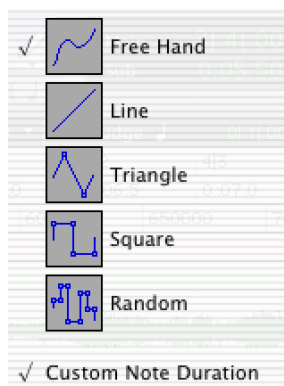 ✓ Free Hand
Line
Triangle
Square
Random
✓ Custom Note Duration